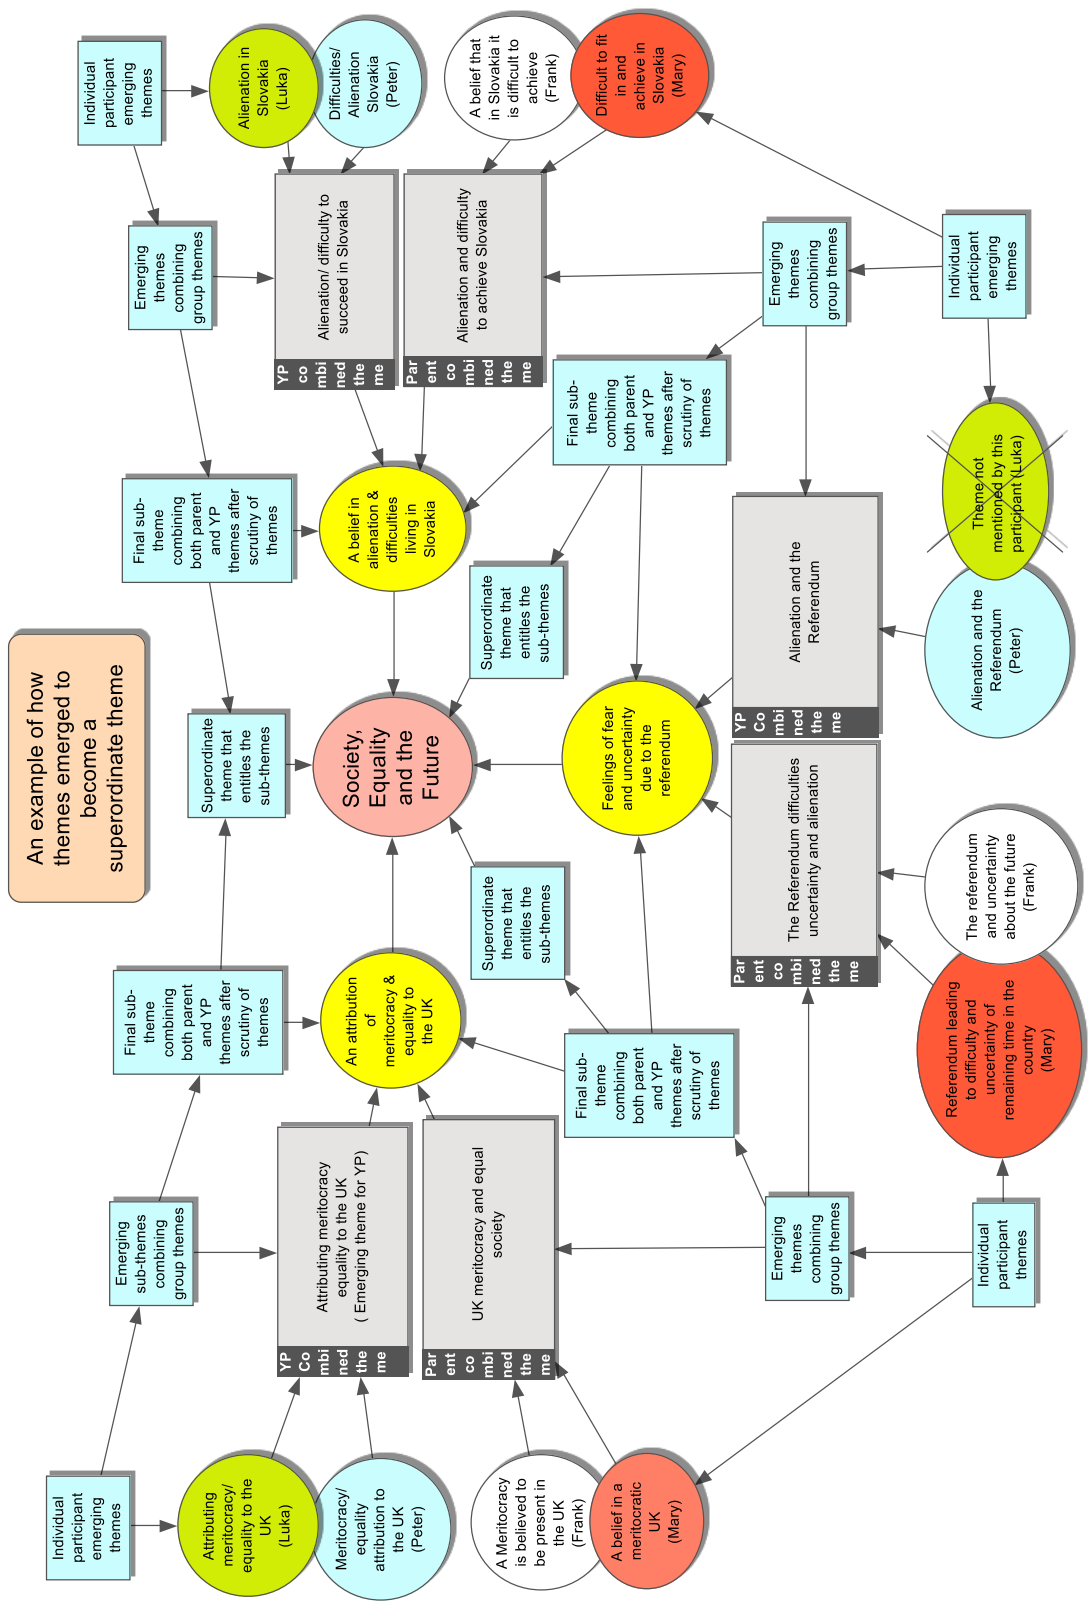 An example of how
themes emerged to
become a
superordinate theme
Individual
participant
emerging
themes
Emerging
sub-themes
combining
group themes
Final sub-
theme
combining
both parent
and YP
themes after
scrutiny of
themes
Superordinate
theme that
entitles the
sub-themes
Final sub-
theme
combining
both parent
and YP
themes after
scrutiny of
themes
Emerging
themes
combining
group themes
Individual
participant
emerging
themes
Attributing
meritocracy/
equality to the
UK
(Luka)
Meritocracy/
equality
attribution to
the UK
(Peter)
YP
Co
mbi
ned
the
me
Attributing meritocracy
equality to the UK
( Emerging theme for YP)
An attribution
of
meritocracy &
equality to
the UK
Society,
Equality
and the
Future
A belief in
alienation &
difficulties
living in
Slovakia
YP
co
mbi
ned
the
me
Alienation/ difficulty to
succeed in Slovakia
Alienation in
Slovakia
(Luka)
Difficulties/
Alienation
Slovakia
(Peter)
A Meritocracy
is believed to
be present in
the UK
(Frank)
A belief in a
meritocratic
UK
(Mary)
Par
ent
co
mbi
ned
the
me
UK meritocracy and equal
society
Superordinate
theme that
entitles the
sub-themes
Superordinate
theme that
entitles the
sub-themes
Par
ent
co
mbi
ned
the
me
Alienation and difficulty
to achieve Slovakia
A belief that
in Slovakia it
is difficult to
achieve
(Frank)
Difficult to fit
in and
achieve in
Slovakia
(Mary)
Final sub-
theme
combining
both parent
and YP
themes after
scrutiny of
themes
Feelings of fear
and uncertainty
due to the
referendum
Final sub-
theme
combining
both parent
and YP
themes after
scrutiny of
themes
Emerging
themes
combining
group themes
Par
ent
co
mbi
ned
the
me
The Referendum difficulties
uncertainty and alienation
YP
Co
mbi
ned
the
me
Alienation and the
Referendum
Emerging
themes
combining
group themes
Individual
participant
themes
Referendum leading
to difficulty and
uncertainty of
remaining time in the
country
(Mary)
The referendum
and uncertainty
about the future
(Frank)
Alienation and the
Referendum
(Peter)
Theme not
mentioned by this
participant (Luka)
Individual
participant
emerging
themes